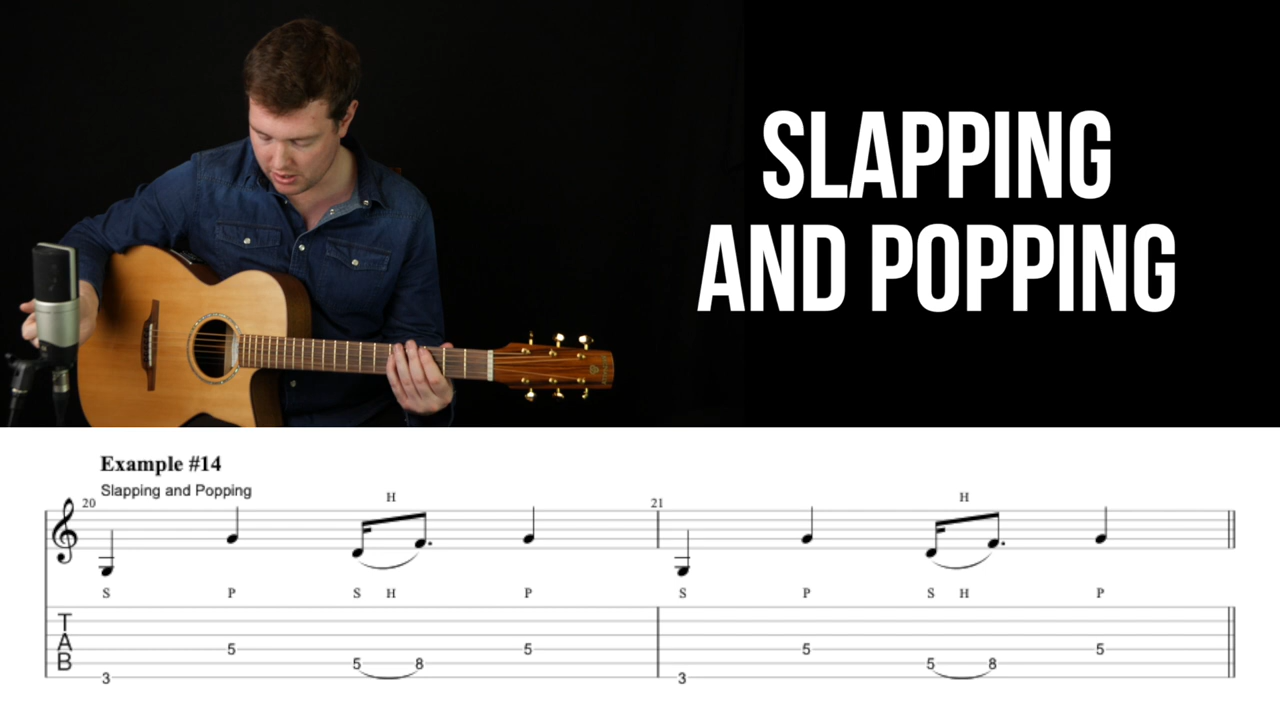 SLAPPING
AND POPPING
Example #14
Slapping and Popping
20 H 21 H
S P S H P S P S H P
T
A 5 5 5 5
B 5 8 5 8
3 3